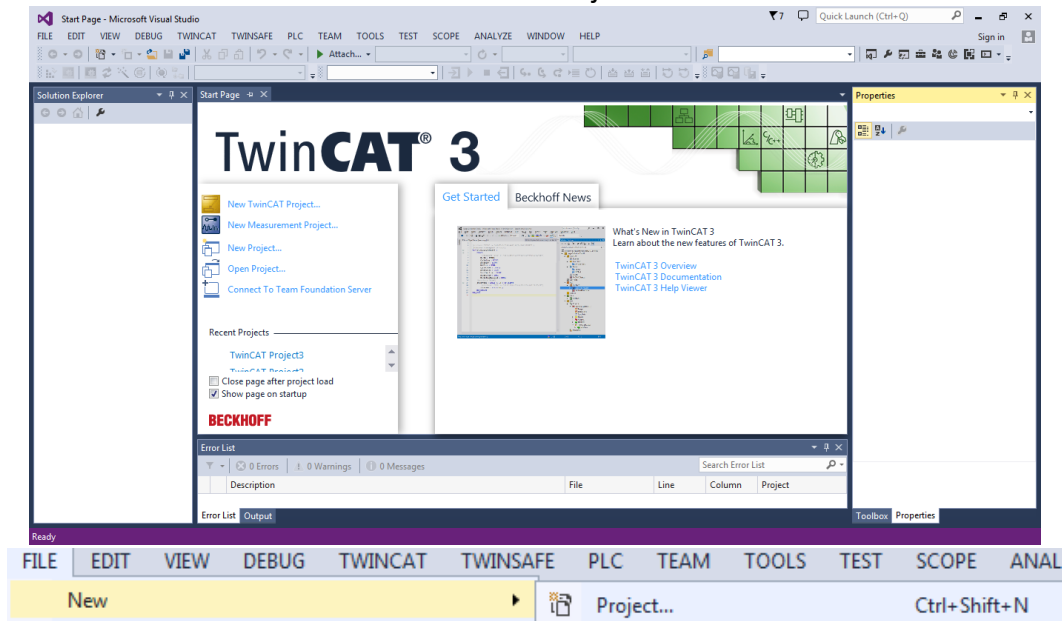 Start Page - Microsoft Visual Studio
7
Quick Launch (Ctrl+Q)
FILE EDIT VIEW DEBUG TWINCAT TWINSAFE PLC TEAM TOOLS TEST SCOPE ANALYZE WINDOW HELP
Sign in
Attach...
Solution Explorer
Start Page
Properties
TwinCAT® 3
C++
New TwinCAT Project...
New Measurement Project...
New Project...
Open Project...
Connect To Team Foundation Server
Recent Projects
TwinCAT Project3
Close page after project load
Show page on startup
BECKHOFF
Get Started Beckhoff News
What's New in TwinCAT 3
Learn about the new features of TwinCAT 3.
TwinCAT 3 Overview
TwinCAT 3 Documentation
TwinCAT 3 Help Viewer
Error List
0 Errors 0 Warnings 0 Messages
Search Error List
Description File Line Column Project
Error List Output
Toolbox Properties
Ready
FILE EDIT VIEW DEBUG TWINCAT TWINSAFE PLC TEAM TOOLS TEST SCOPE ANAL
New Project... Ctrl+Shift+N